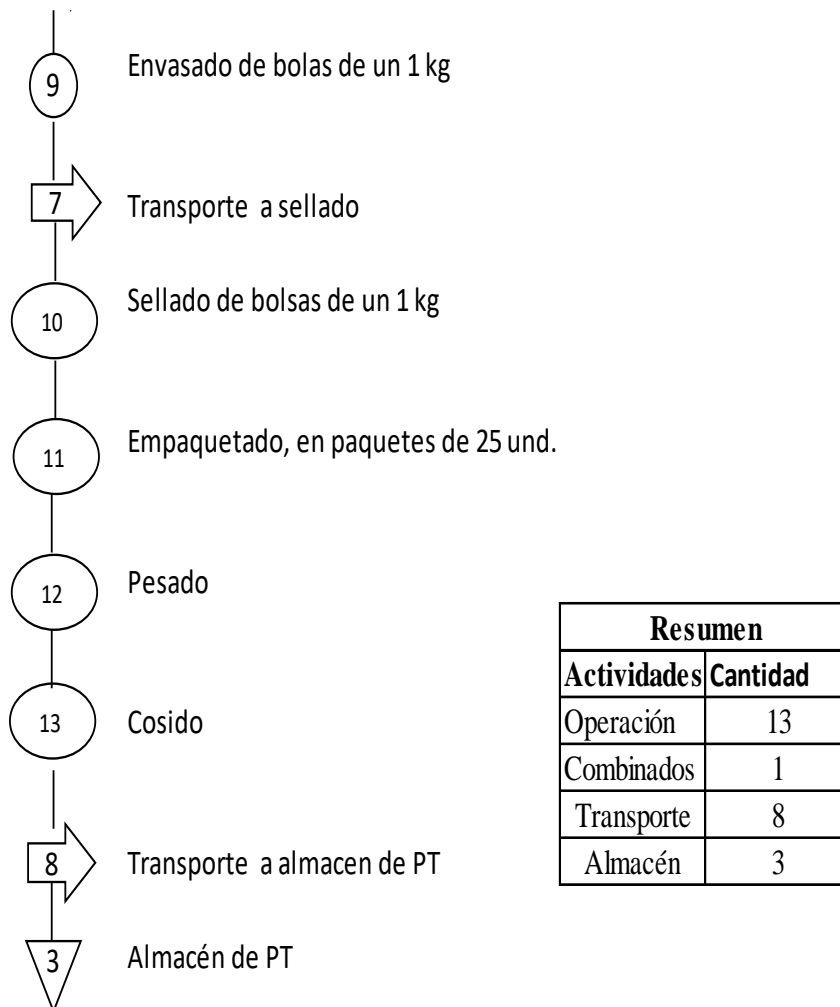 9
Envasado de bolas de un 1 kg
7
Transporte a sellado
10
Sellado de bolsas de un 1 kg
11
Empaquetado, en paquetes de 25 und.
12
Pesado
13
Cosido
8
Transporte a almacen de PT
3
Almacén de PT
Resumen
Actividades Cantidad
Operación 13
Combinados 1
Transporte 8
Almacén 3